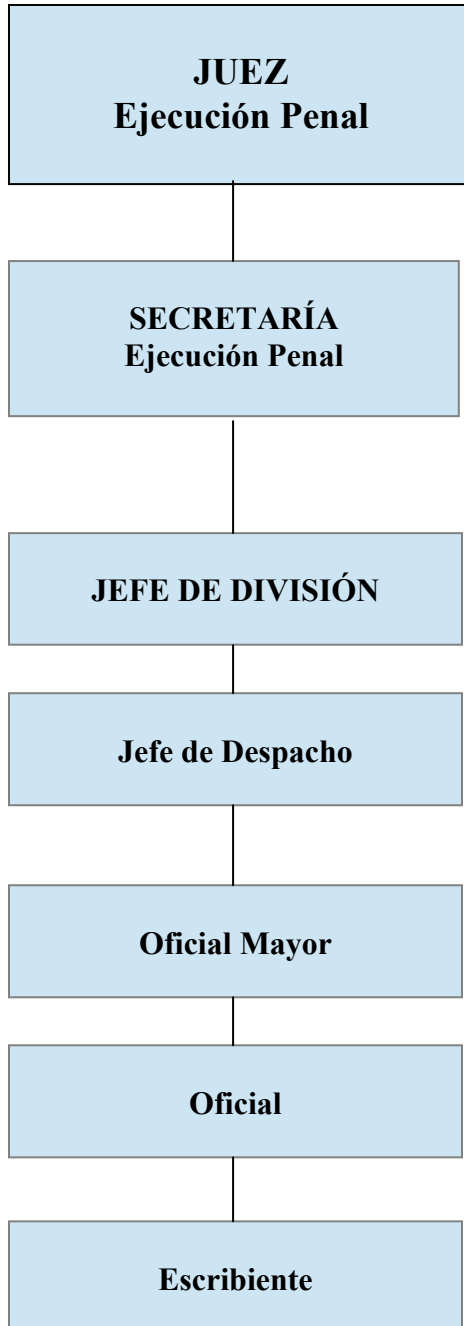 JUEZ
Ejecución Penal
SECRETARÍA
Ejecución Penal
JEFE DE DIVISIÓN
Jefe de Despacho
Oficial Mayor
Oficial
Escribiente